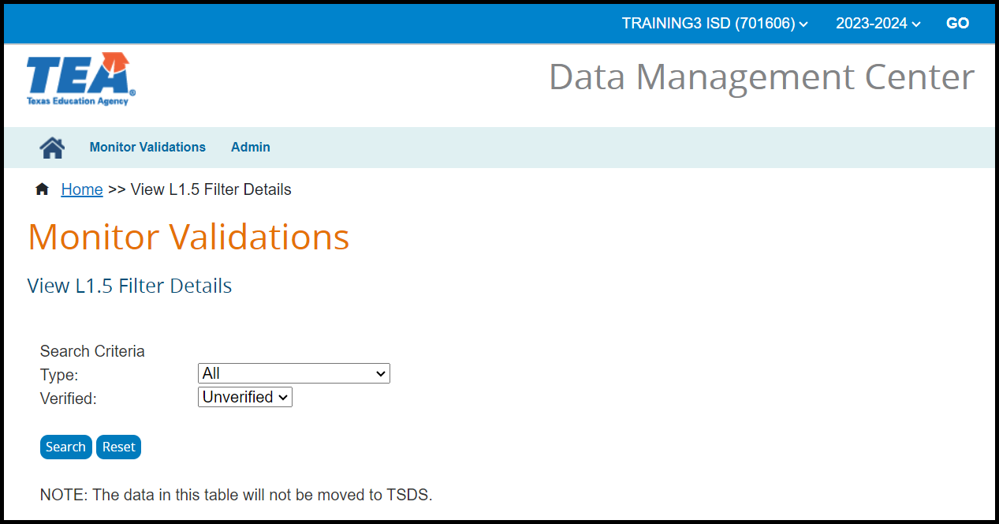 TRAINING3 ISD (701606) 2023-2024 GO
TEA®
Texas Education Agency
Data Management Center
Monitor Validations Admin
Home >> View L1.5 Filter Details
Monitor Validations
View L1.5 Filter Details
Search Criteria
Type: All
Verified: Unverified
Search Reset
NOTE: The data in this table will not be moved to TSDS.